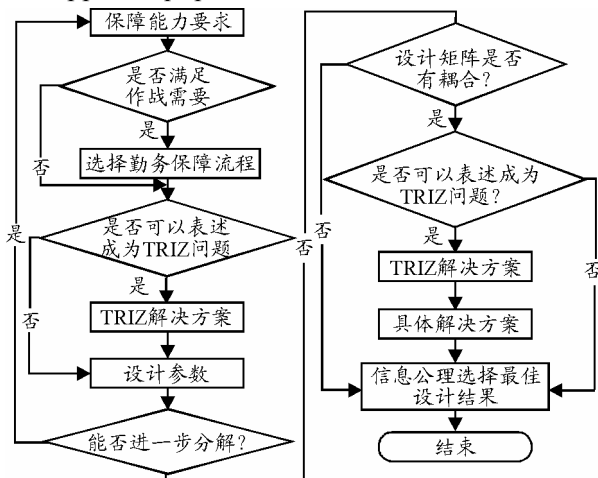 保障能力要求
是否满足
作战需要
是
否
选择勤务保障流程
是否可以表述
成为TRIZ问题
是
是
否
TRIZ解决方案
设计参数
能否进一步分解?
否
设计矩阵是否
有耦合?
是
否
是否可以表述成为
TRIZ问题?
是
否
TRIZ解决方案
具体解决方案
信息公理选择最佳
设计结果
结束